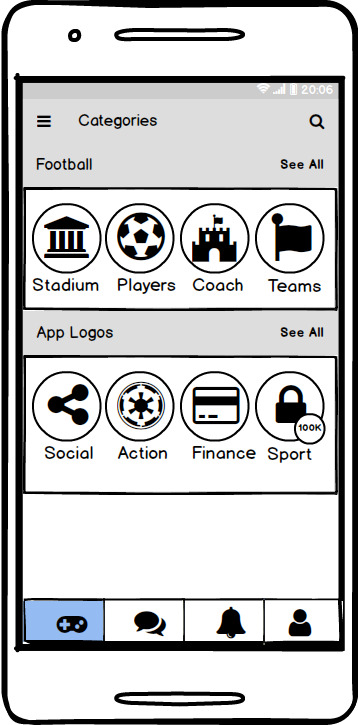 20:06
Categories
Football See All
Stadium Players Coach Teams
App Logos See All
100K
Social Action Finance Sport